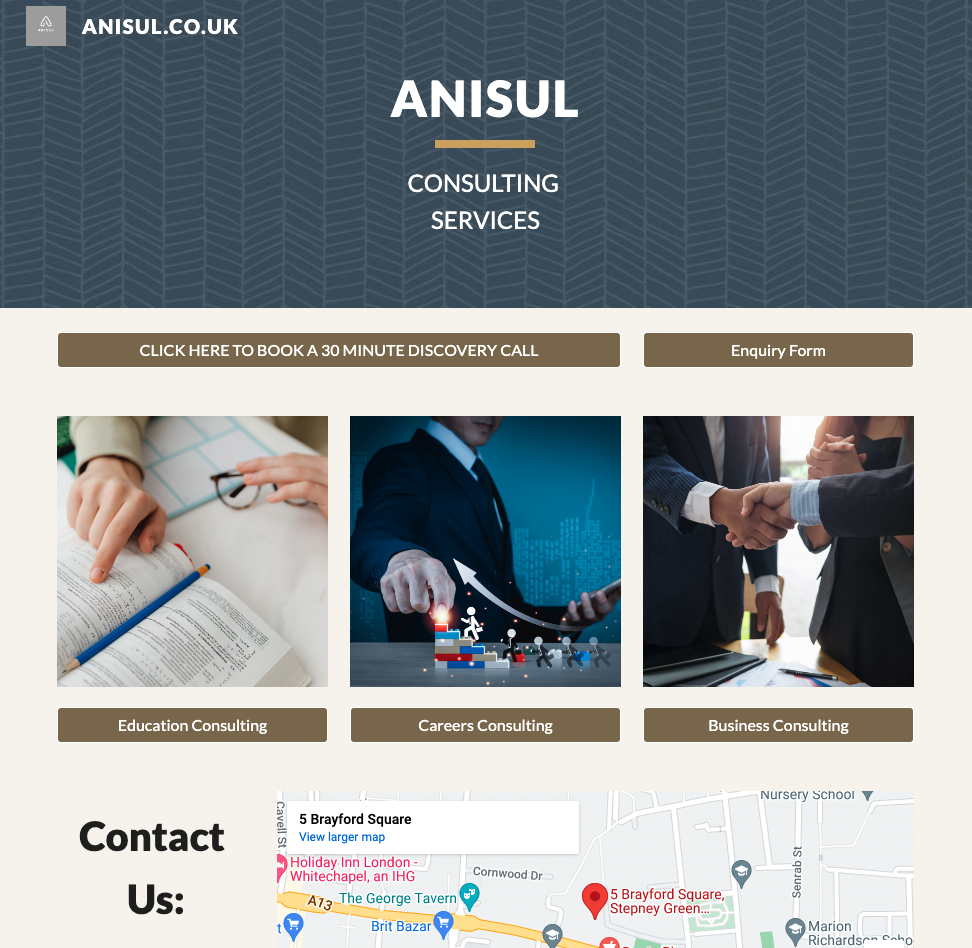 ANISUL
ANISUL.CO.UK
ANISUL
CONSULTING
SERVICES
CLICK HERE TO BOOK A 30 MINUTE DISCOVERY CALL
Enquiry Form
Education Consulting
Careers Consulting
Business Consulting
Contact
Us:
5 Brayford Square
View larger map
Nursery School
Cavell St
Holiday Inn London -
Whitechapel, an IHG
Cornwood Dr
Senrab St
The George Tavern
A13
5 Brayford Square,
Stepney Green...
Brit Bazar
Marion
Richardson